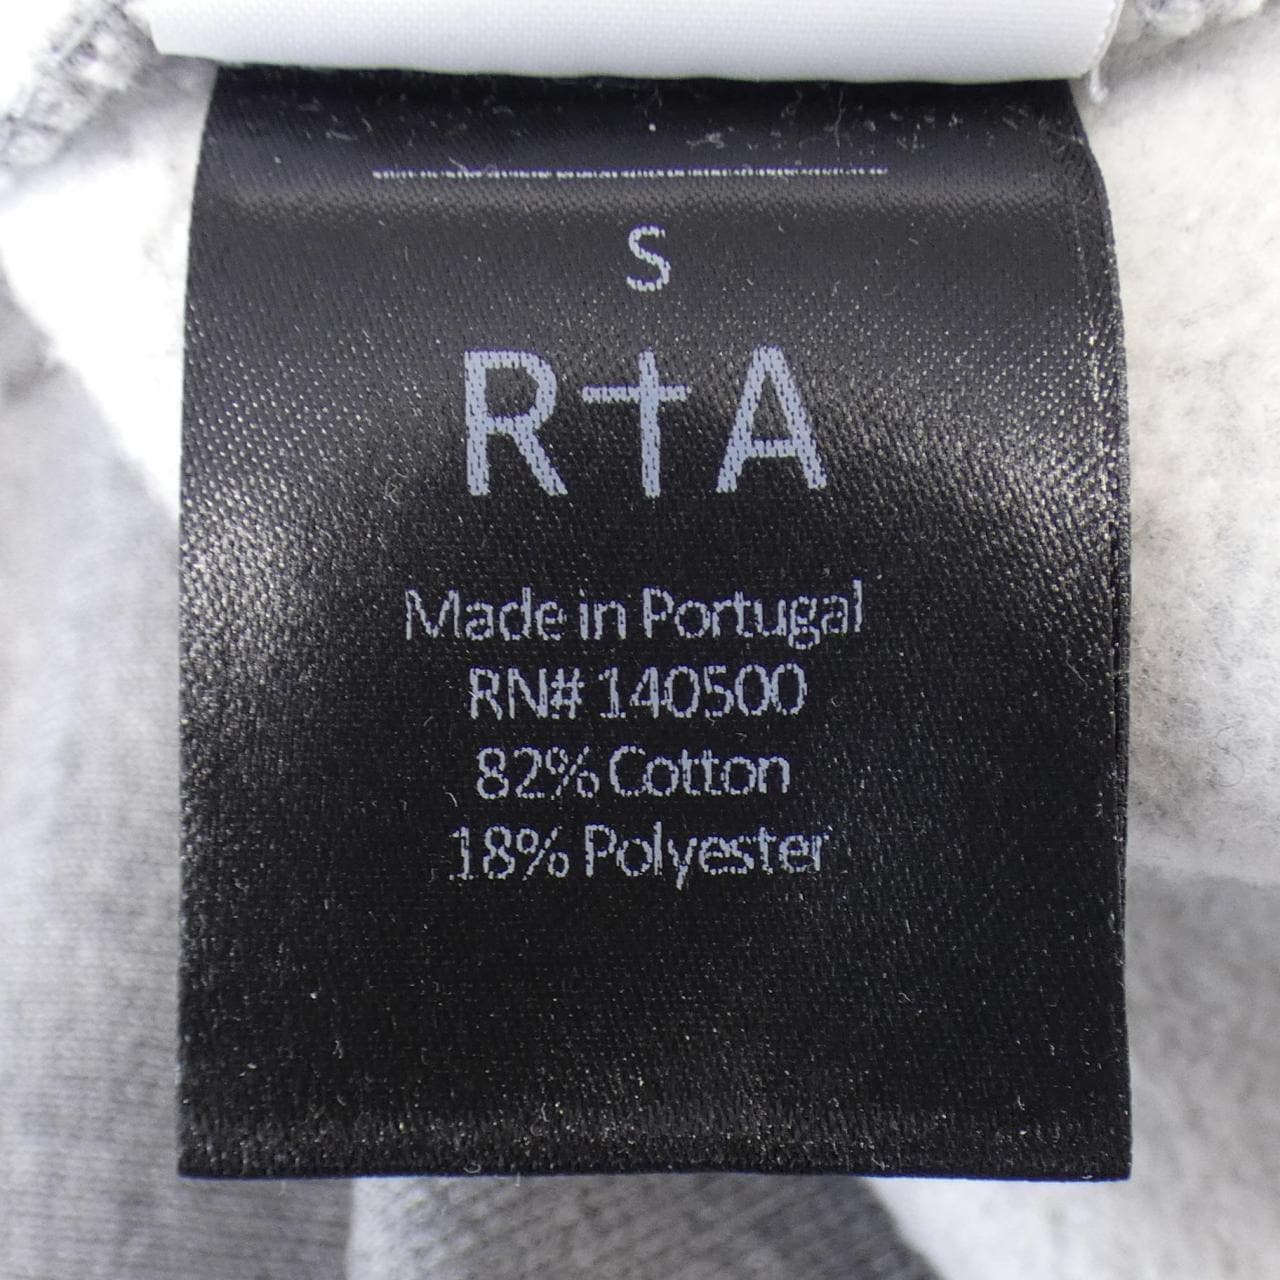 S
R†A
Made in Portugal
RN# 140500
82% Cotton
18% Polyester